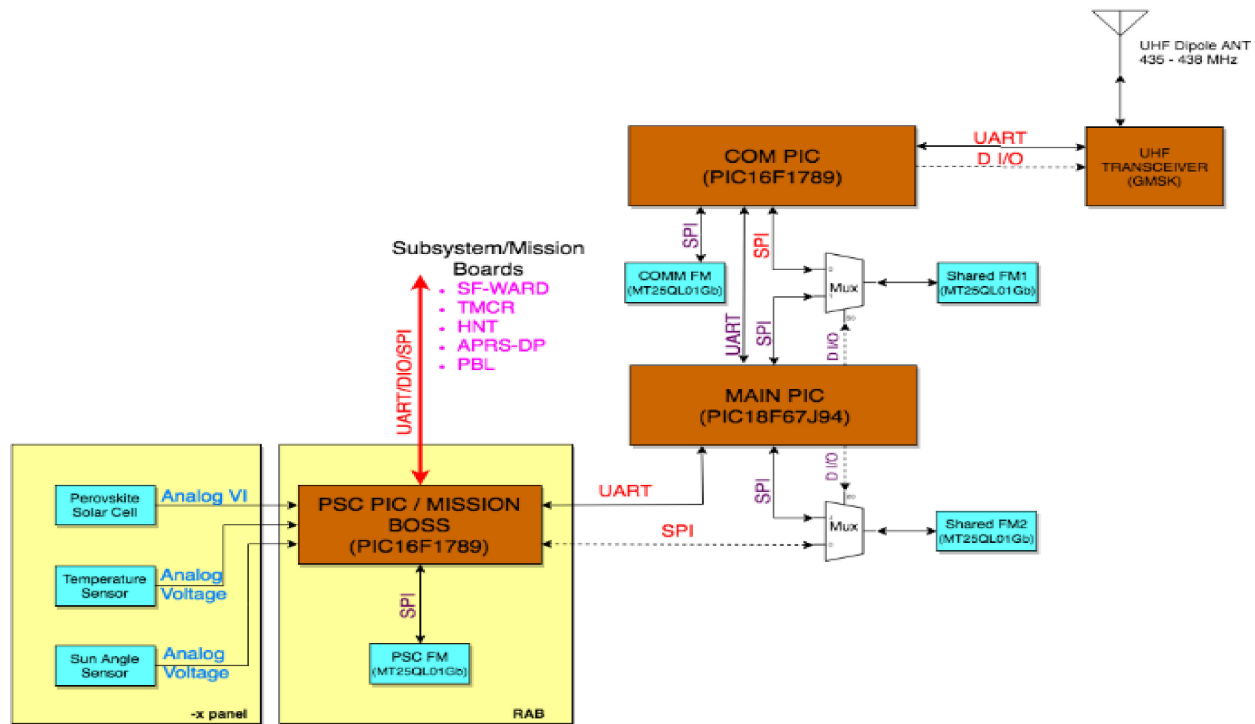 UHF Dipole ANT
435 - 438 MHz
COM PIC
(PIC16F1789)
UART
D I/O
UHF
TRANSCEIVER
(GMSK)
SPI
UART
SPI
COMM FM
(MT25QL01Gb)
Mux
Shared FM1
(MT25QL01Gb)
Subsystem/Mission
Boards
• SF-WARD
• TMCR
• HNT
• APRS-DP
• PBL
UART/DIO/SPI
SPI
D I/O
MAIN PIC
(PIC18F67J94)
SPI
D I/O
Mux
Shared FM2
(MT25QL01Gb)
UART
SPI
Perovskite
Solar Cell
Analog VI
Temperature
Sensor
Analog
Voltage
Sun Angle
Sensor
Analog
Voltage
-x panel
PSC PIC / MISSION
BOSS
(PIC16F1789)
SPI
PSC FM
(MT25QL01Gb)
RAB